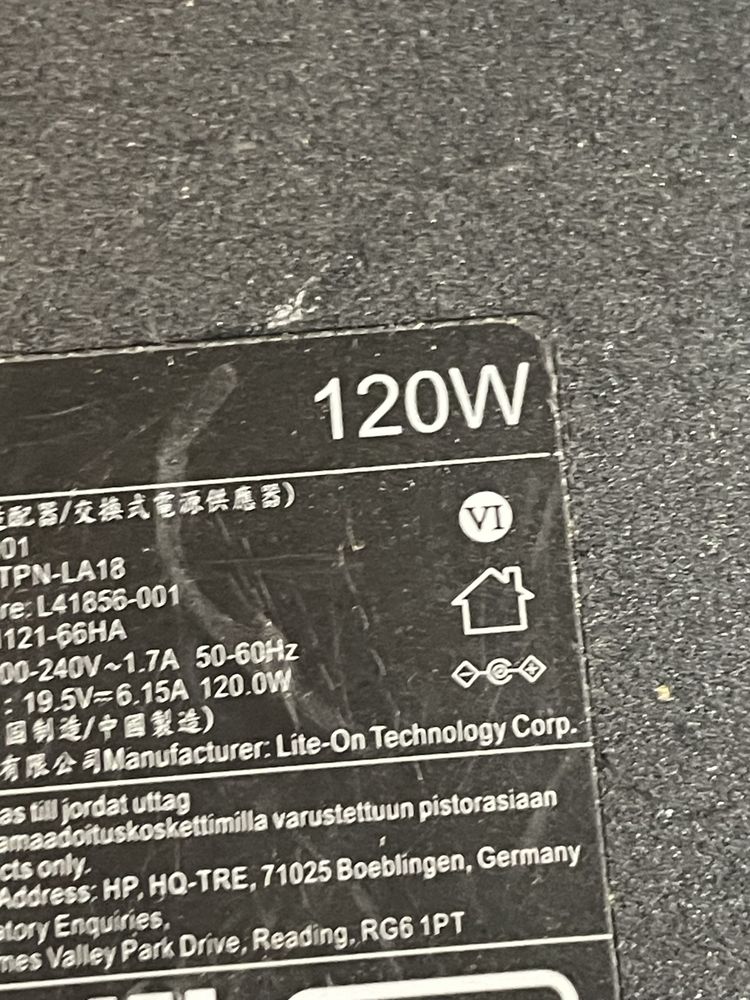 120W
配器/交換式電源供應器)
VI
01
TPN-LA18
re: L41856-001
1121-66HA
00-240V~1.7A 50-60Hz
: 19.5V⎓6.15A 120.0W
国制造/中國製造)
有限公司Manufacturer: Lite-On Technology Corp.
as till jordat uttag
amaadoituskoskettimilla varustettuun pistorasiaan
cts only.
Address: HP, HQ-TRE, 71025 Boeblingen, Germany
atory Enquiries,
mes Valley Park Drive, Reading, RG6 1PT